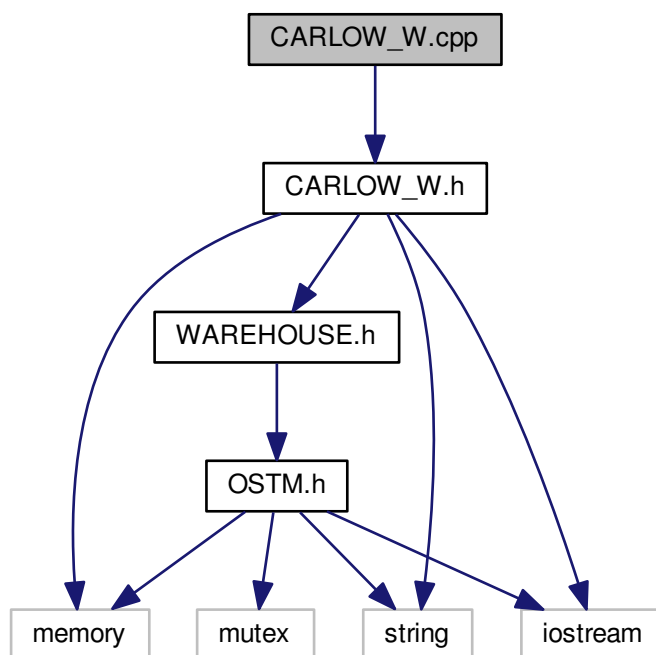 CARLOW_W.cpp
CARLOW_W.h
WAREHOUSE.h
OSTM.h
memory
mutex
string
iostream